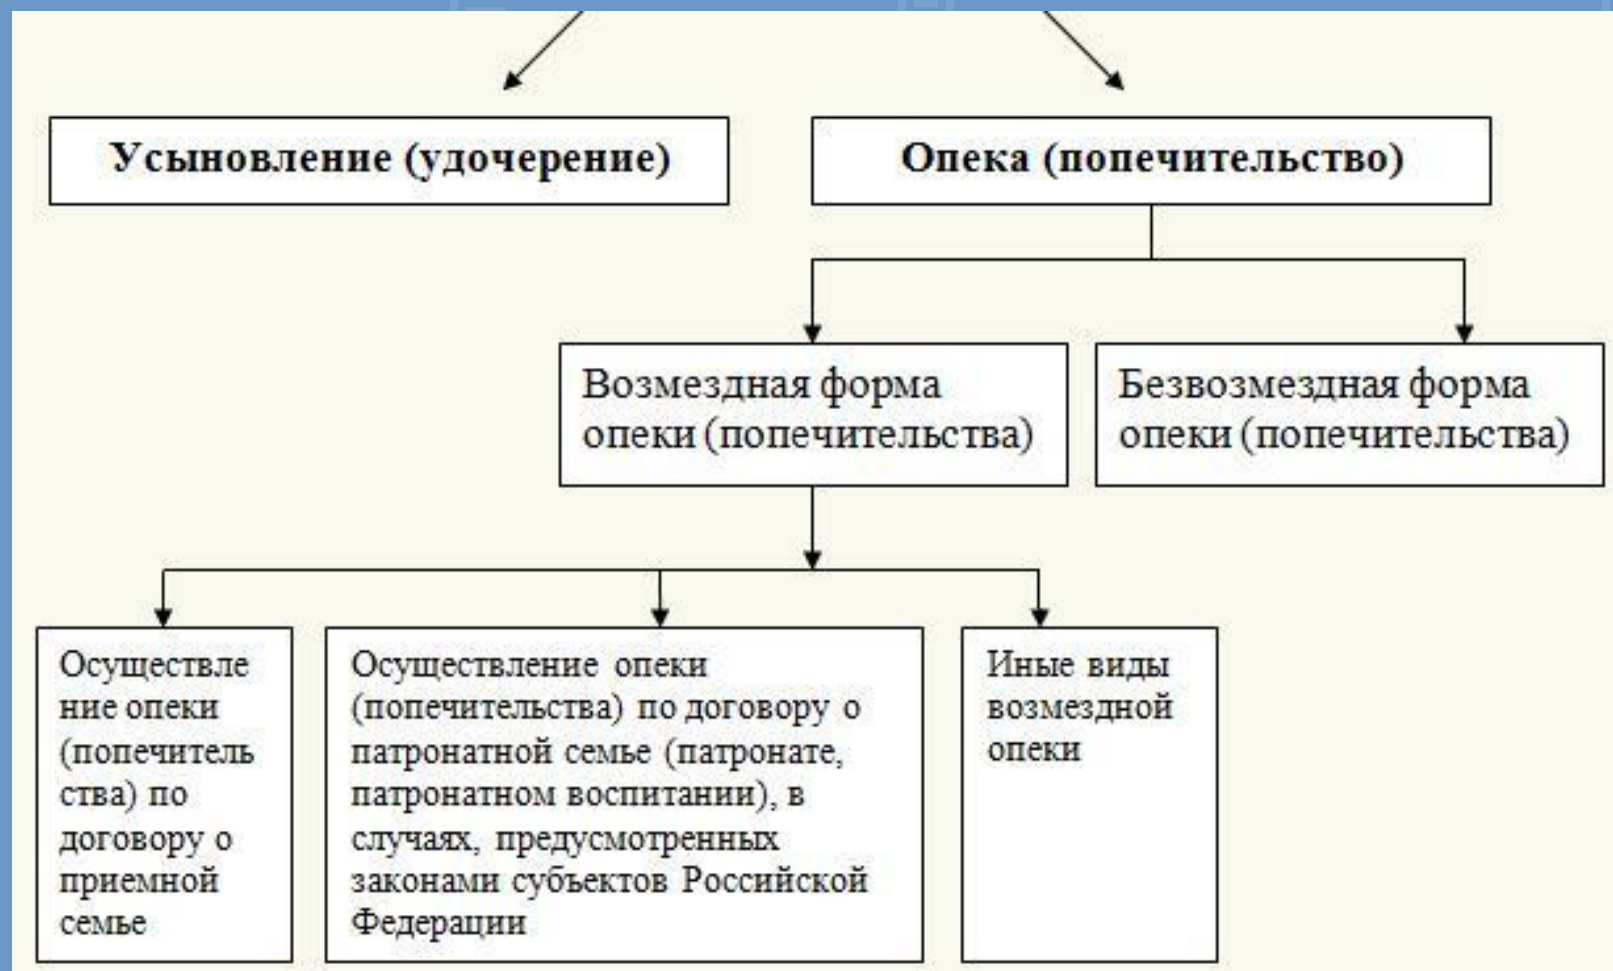 Усыновление (удочерение)
Опека (попечительство)
Возмездная форма
опеки (попечительства)
Безвозмездная форма
опеки (попечительства)
Осуществле
ние опеки
(попечитель
ства) по
договору о
приемной
семье
Осуществление опеки
(попечительства) по договору о
патронатной семье (патронате,
патронатном воспитании), в
случаях, предусмотренных
законами субъектов Российской
Федерации
Иные виды
возмездной
опеки